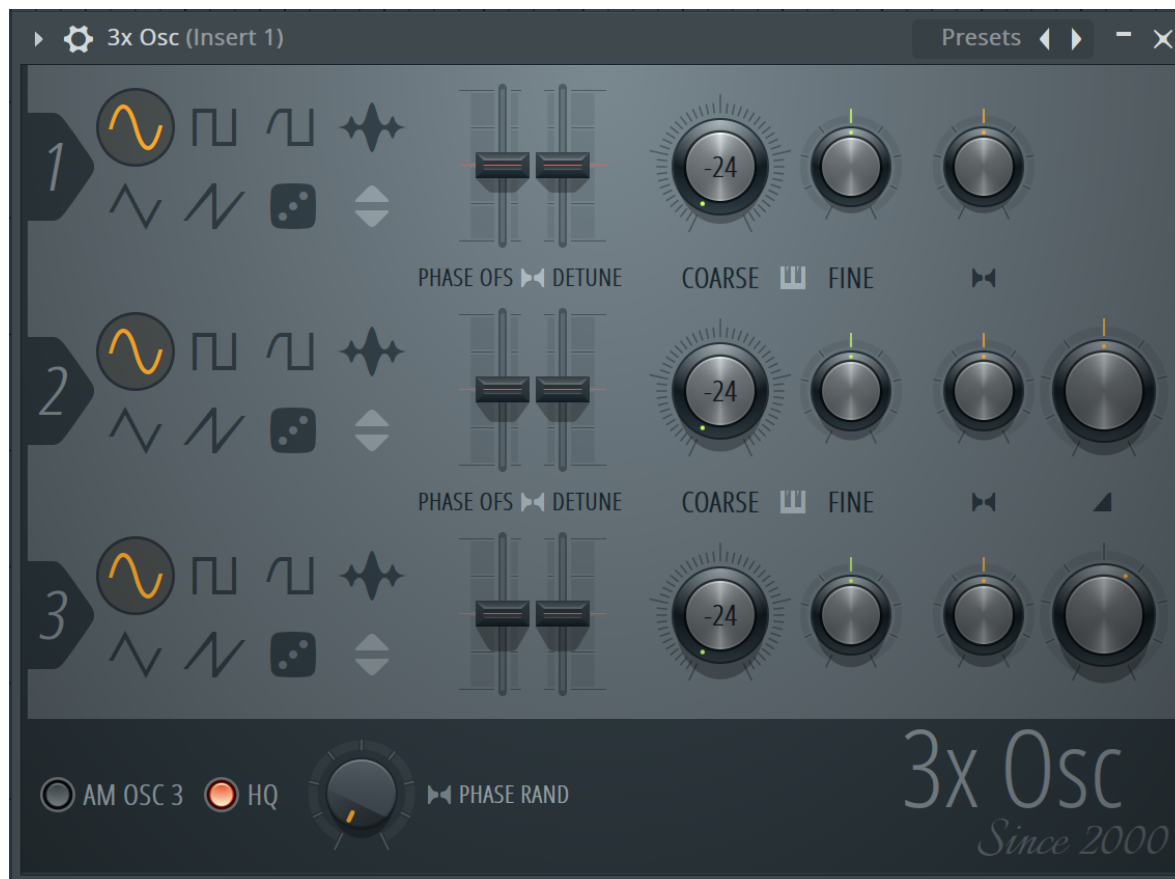 3x Osc (Insert 1) Presets
1
-24
PHASE OFS DETUNE COARSE FINE
2
-24
PHASE OFS DETUNE COARSE FINE
3
-24
AM OSC 3 HQ PHASE RAND
3x Osc
Since 2000